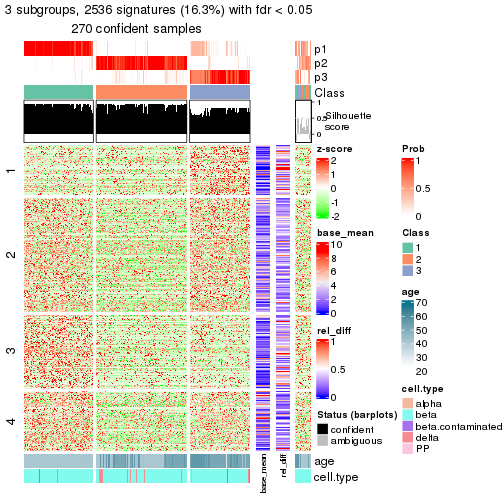 3 subgroups, 2536 signatures (16.3%) with fdr < 0.05
270 confident samples
p1
p2
p3
Class
1
0.5
0
Silhouette
score
1
2
3
4
z-score
2
1
0
-1
-2
base_mean
10
8
6
4
2
0
rel_diff
1
0.5
0
Status (barplots)
confident
ambiguous
Prob
1
0.5
0
Class
1
2
3
age
70
60
50
40
30
20
cell.type
alpha
beta
beta.contaminated
delta
PP
age
cell.type
base_mean
rel_diff